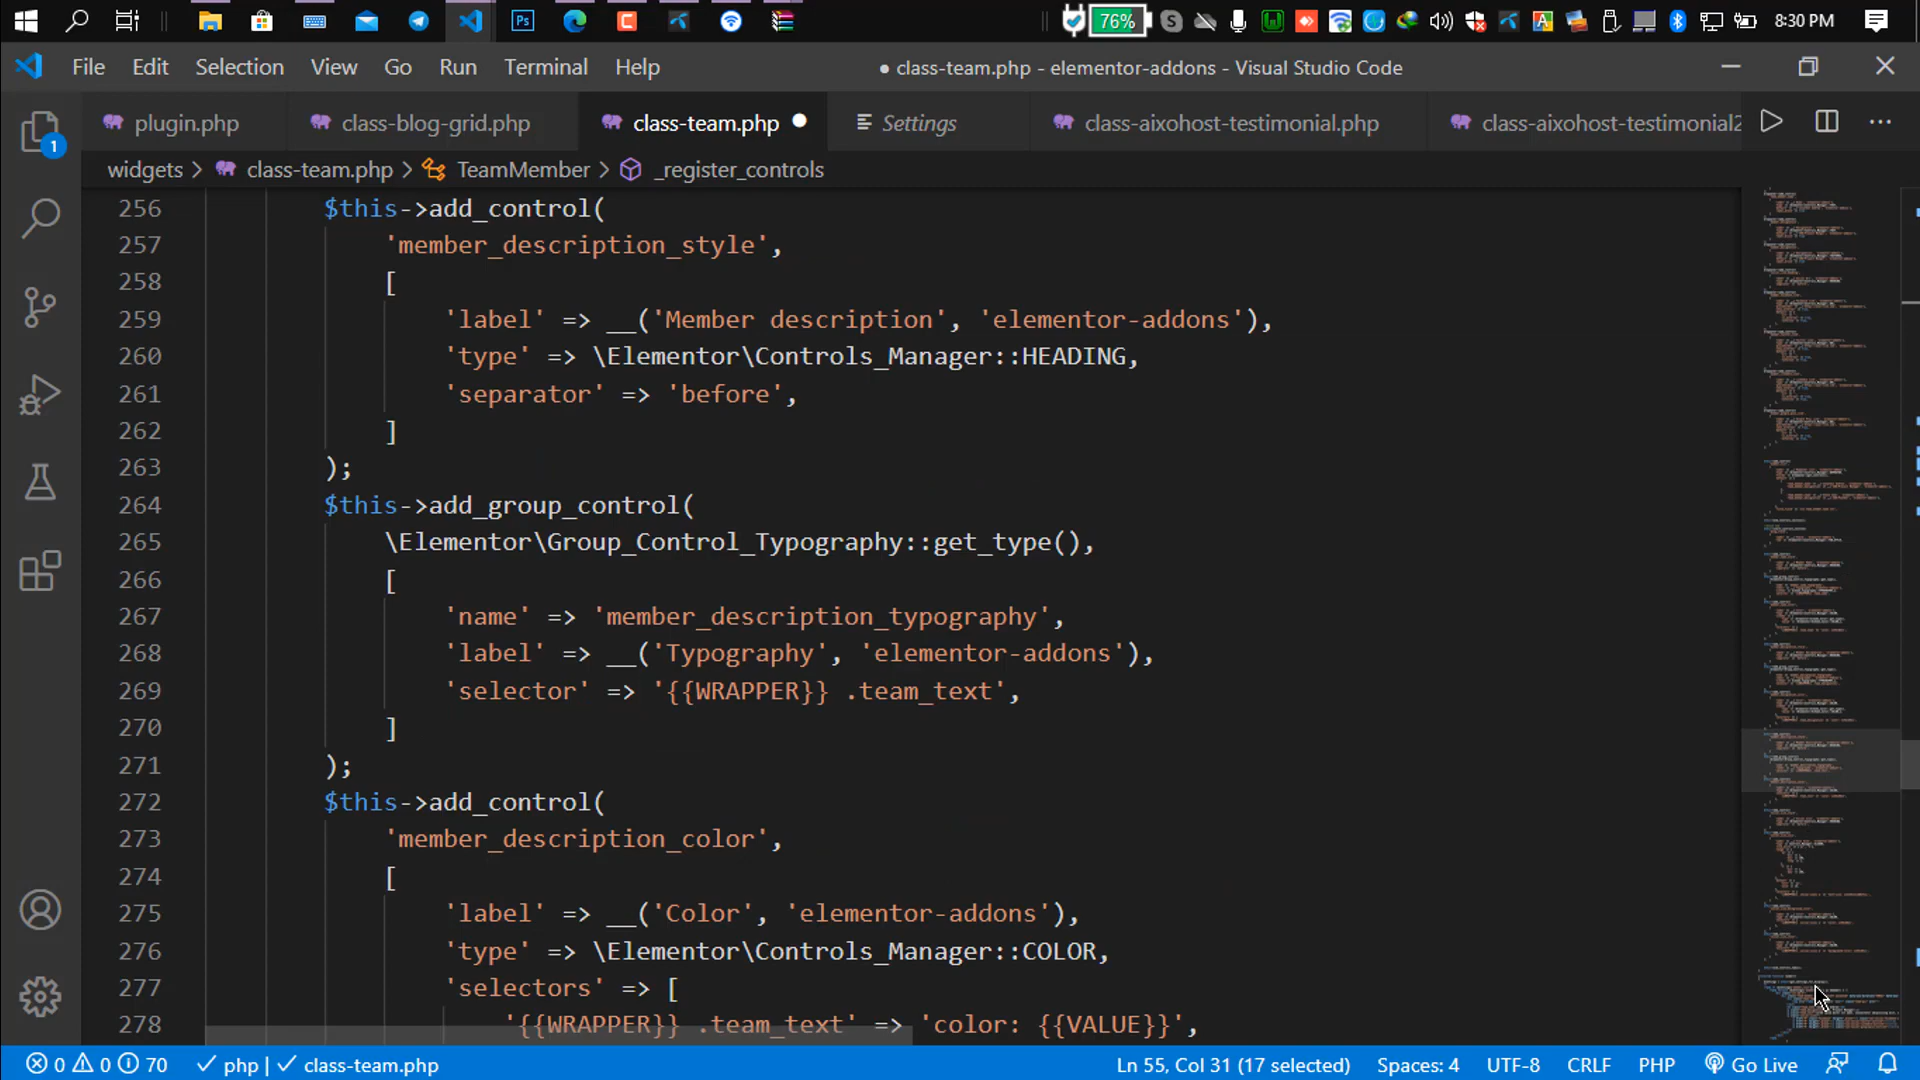 76%
8:30 PM
File Edit Selection View Go Run Terminal Help
● class-team.php - elementor-addons - Visual Studio Code
plugin.php class-blog-grid.php class-team.php Settings class-aixohost-testimonial.php class-aixohost-testimonial2
widgets > class-team.php > TeamMember > _register_controls
1
256 $this->add_control(
257 'member_description_style',
258 [
259 'label' => __('Member description', 'elementor-addons'),
260 'type' => \Elementor\Controls_Manager::HEADING,
261 'separator' => 'before',
262 ]
263 );
264 $this->add_group_control(
265 \Elementor\Group_Control_Typography::get_type(),
266 [
267 'name' => 'member_description_typography',
268 'label' => __('Typography', 'elementor-addons'),
269 'selector' => '{{WRAPPER}} .team_text',
270 ]
271 );
272 $this->add_control(
273 'member_description_color',
274 [
275 'label' => __('Color', 'elementor-addons'),
276 'type' => \Elementor\Controls_Manager::COLOR,
277 'selectors' => [
278 '{{WRAPPER}} .team_text' => 'color: {{VALUE}}',
0 0 70 php | class-team.php Ln 55, Col 31 (17 selected) Spaces: 4 UTF-8 CRLF PHP Go Live